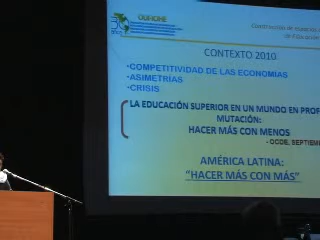 CONTEXTO 2010
•COMPETITIVIDAD DE LAS ECONOMÍAS
•ASIMETRÍAS
•CRISIS
LA EDUCACIÓN SUPERIOR EN UN MUNDO EN PROF
MUTACIÓN:
HACER MÁS CON MENOS
- OCDE, SEPTIEM
AMÉRICA LATINA:
"HACER MÁS CON MÁS"